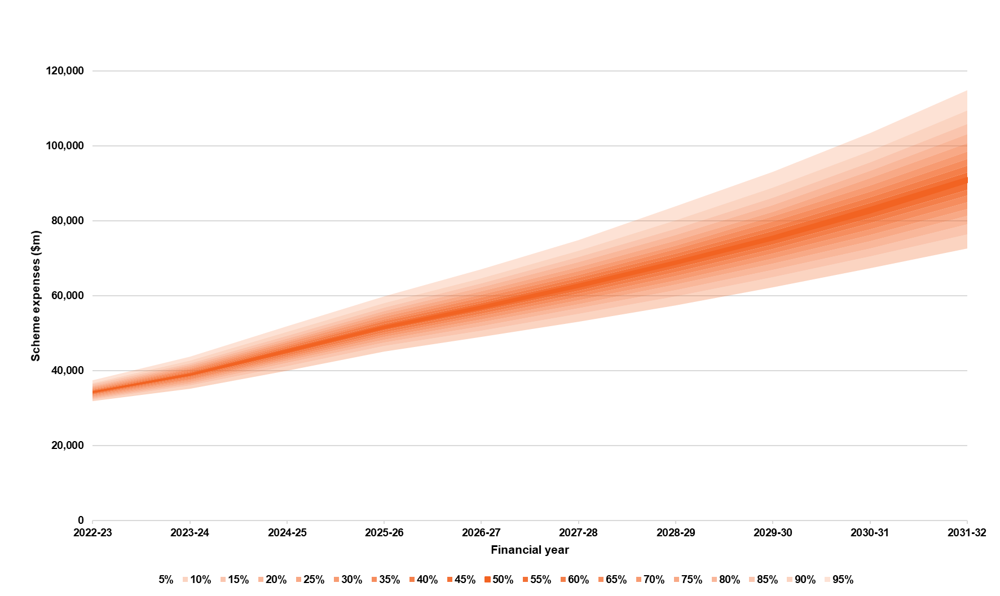 120,000
100,000
80,000
60,000
40,000
20,000
0
Scheme expenses ($m)
2022-23 2023-24 2024-25 2025-26 2026-27 2027-28 2028-29 2029-30 2030-31 2031-32
Financial year
5% 10% 15% 20% 25% 30% 35% 40% 45% 50% 55% 60% 65% 70% 75% 80% 85% 90% 95%